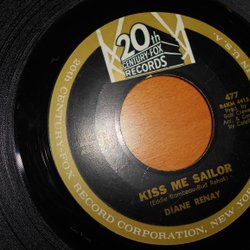 20th
CENTURY-FOX
RECORDS
477
KISS ME SAILOR
(Eddie Rambeau-Bud Rehak)
DIANE RENAY
20TH CENTURY-FOX RECORD CORPORATION, NEW YORK
U.S.A.